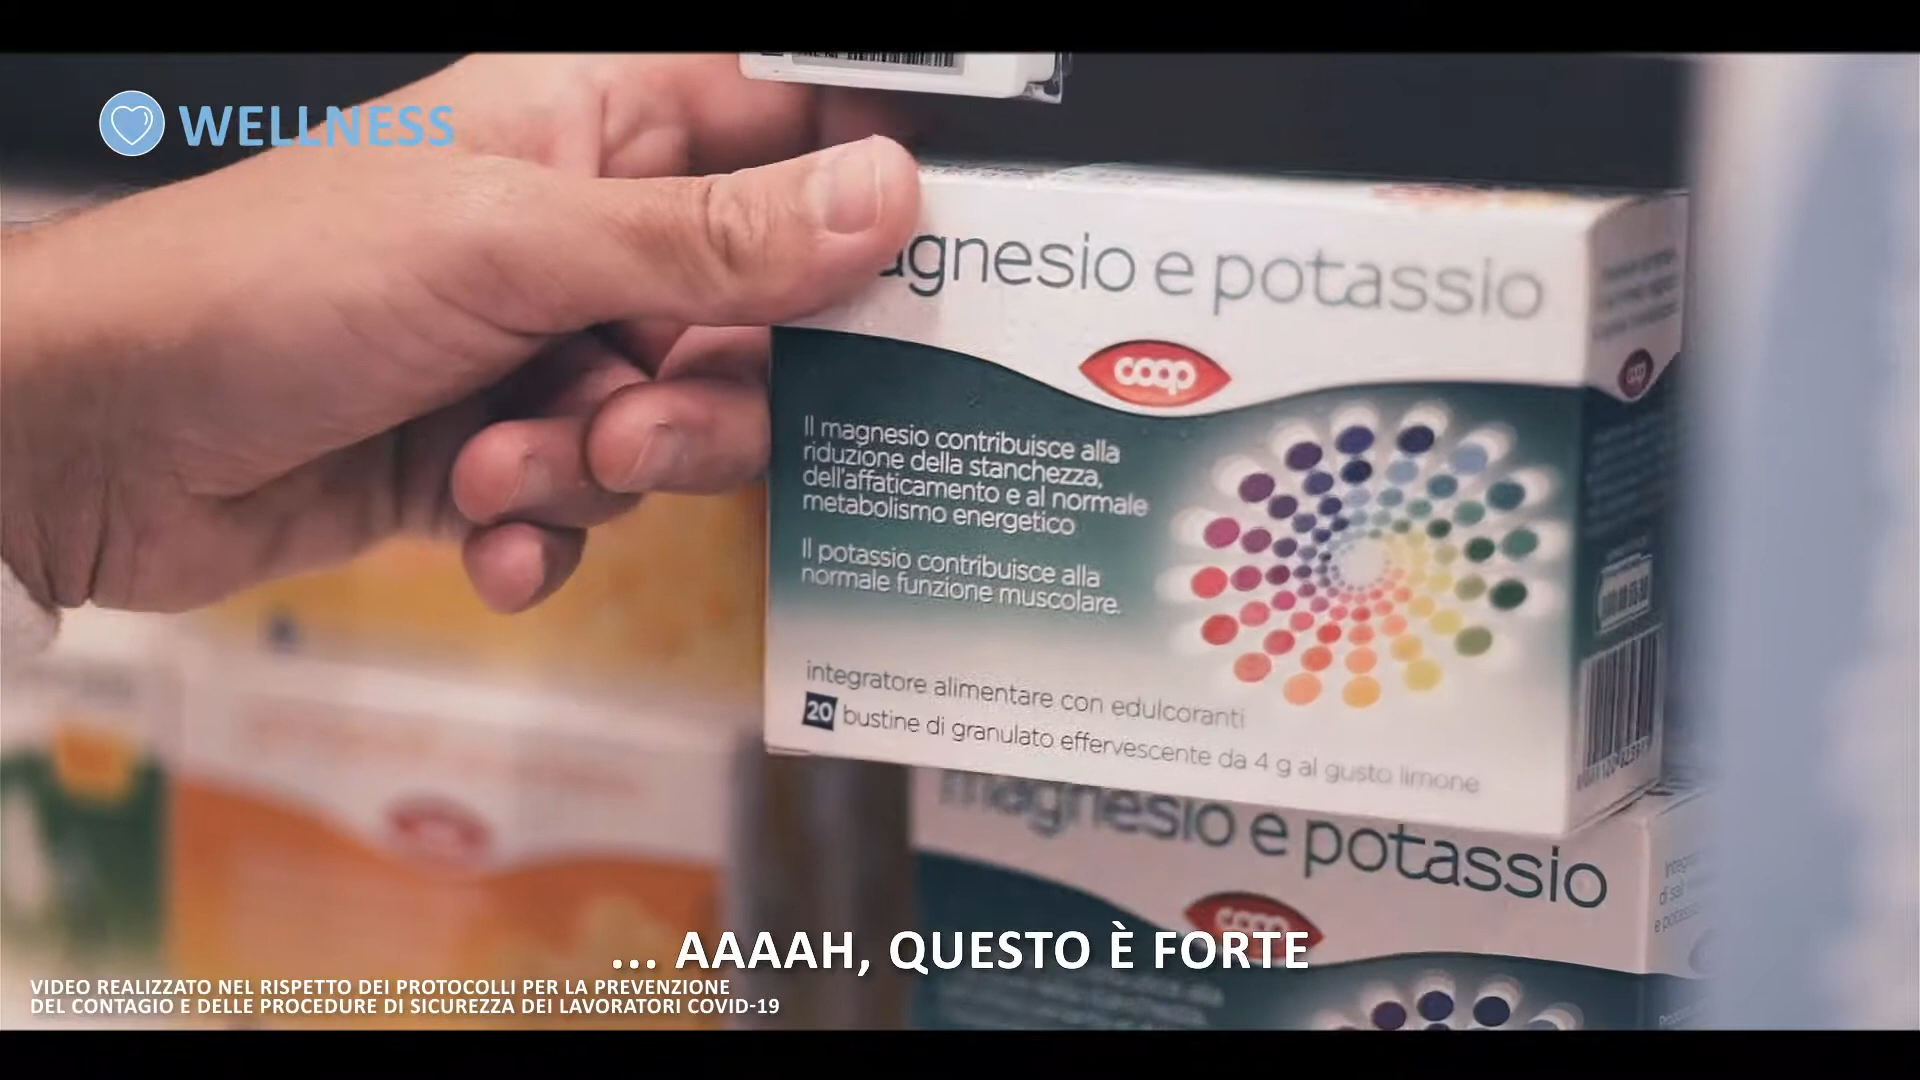 WELLNESS
agnesio e potassio
coop
coop
Il magnesio contribuisce alla
riduzione della stanchezza,
dell'affaticamento e al normale
metabolismo energetico
Il potassio contribuisce alla
normale funzione muscolare.
integratore alimentare con edulcoranti
20 bustine di granulato effervescente da 4 g al gusto limone
magnesio e potassio
coop
... AAAAH, QUESTO È FORTE
VIDEO REALIZZATO NEL RISPETTO DEI PROTOCOLLI PER LA PREVENZIONE
DEL CONTAGIO E DELLE PROCEDURE DI SICUREZZA DEI LAVORATORI COVID-19